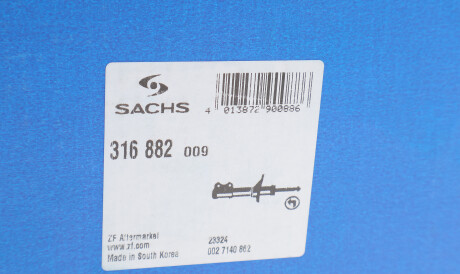 SACHS
4 013872 900886
316 882 009
ZF Aftermarket
www.zf.com
Made in South Korea
23324
002 7140 862